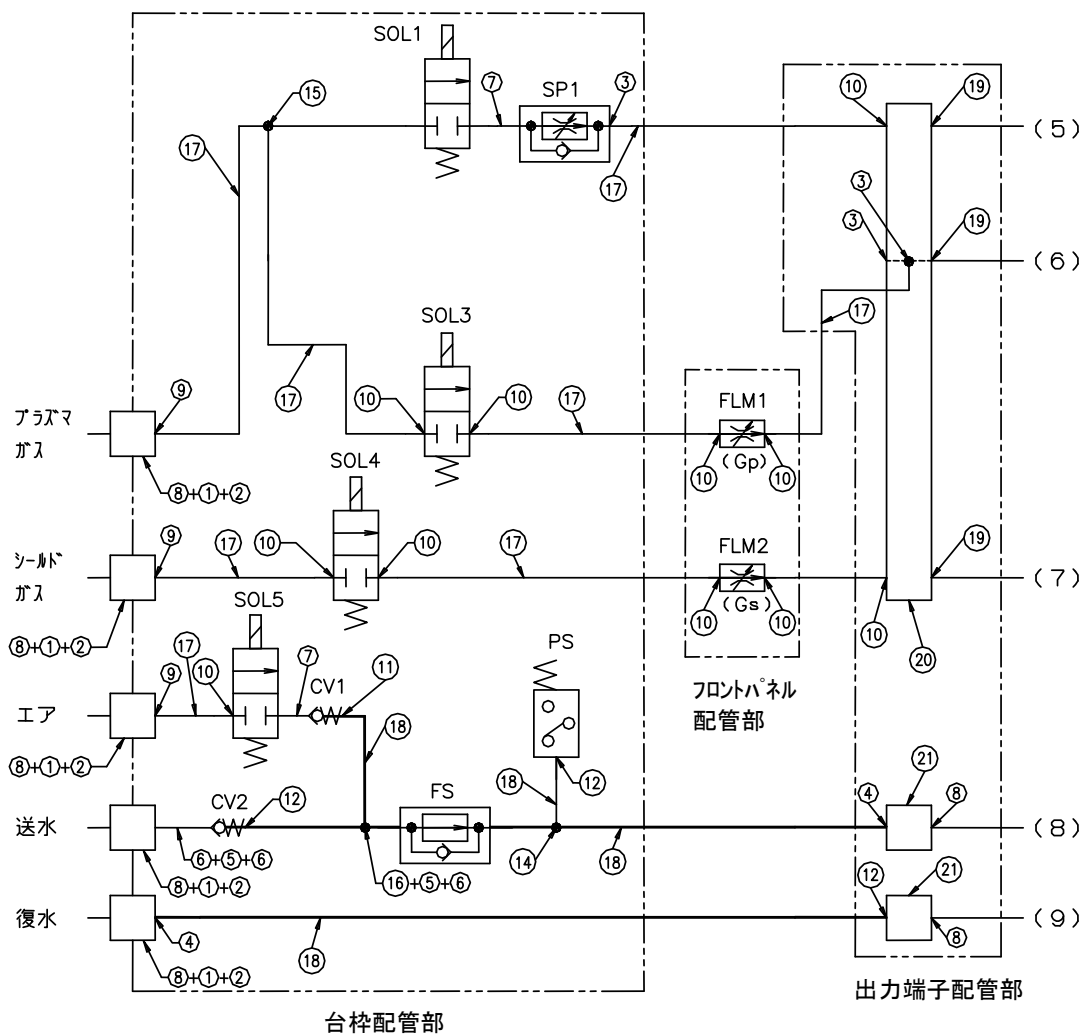 SOL1
⑮
⑦
SP1
③
⑩
⑲
(5)
⑰
⑰
③
③
⑲
(6)
SOL3
⑰
⑰
⑩
⑩
⑰
FLM1
プラズマ
ガス
⑨
(Gp)
⑩
⑩
⑧+①+②
SOL4
シールド
ガス
⑨
⑰
⑩
⑩
⑰
FLM2
⑲
(7)
(Gs)
⑩
⑩
⑩
⑳
⑧+①+②
SOL5
⑰
⑩
⑦
CV1
⑪
PS
フロントパネル
配管部
エア
⑨
⑱
⑧+①+②
⑱
⑫
CV2
⑫
FS
㉑
④
⑧
送水
(8)
⑥+⑤+⑥
⑯+⑤+⑥
⑭
⑱
⑧+①+②
⑫
㉑
復水
④
⑱
⑧
(9)
⑧+①+②
出力端子配管部
台枠配管部